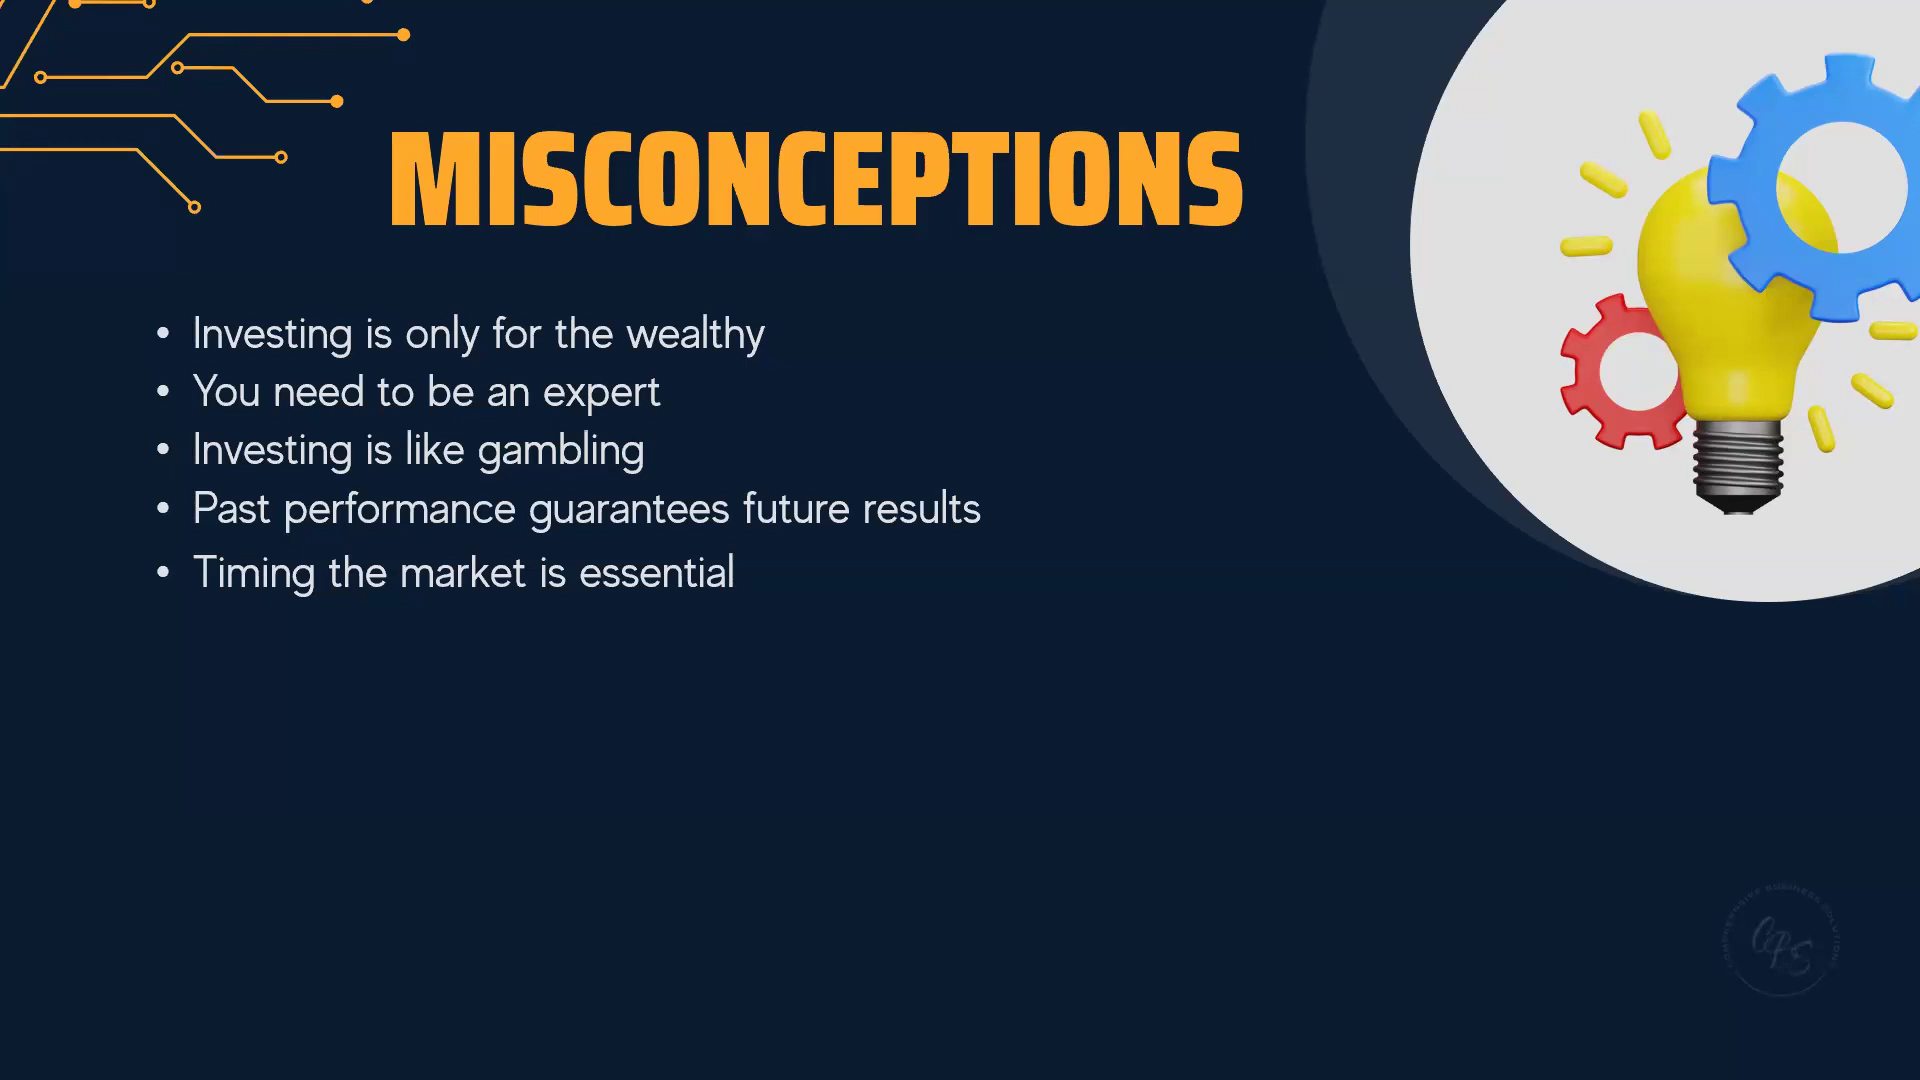 MISCONCEPTIONS
• Investing is only for the wealthy
• You need to be an expert
• Investing is like gambling
• Past performance guarantees future results
• Timing the market is essential